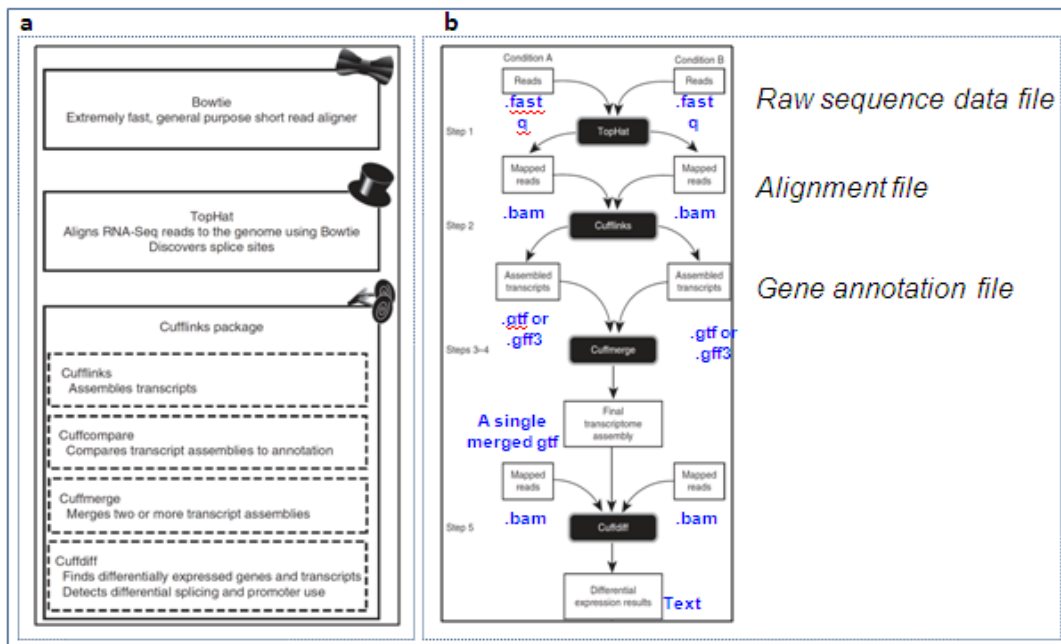 a
Bowtie
Extremely fast, general purpose short read aligner
TopHat
Aligns RNA-Seq reads to the genome using Bowtie
Discovers splice sites
Cufflinks package
Cufflinks
Assembles transcripts
Cuffcompare
Compares transcript assemblies to annotation
Cuffmerge
Merges two or more transcript assemblies
Cuffdiff
Finds differentially expressed genes and transcripts
Detects differential splicing and promoter use
b
Condition A
Condition B
Reads
Reads
.fast
q
.fast
q
Raw sequence data file
Step 1
TopHat
Mapped
reads
Mapped
reads
Alignment file
.bam
.bam
Step 2
Cufflinks
Assembled
transcripts
Assembled
transcripts
Gene annotation file
.gtf or
.gff3
.gtf or
.gff3
Steps 3–4
Cuffmerge
A single
merged gtf
Final
transcriptome
assembly
Mapped
reads
Mapped
reads
.bam
.bam
Step 5
Cuffdiff
Differential
expression results
Text